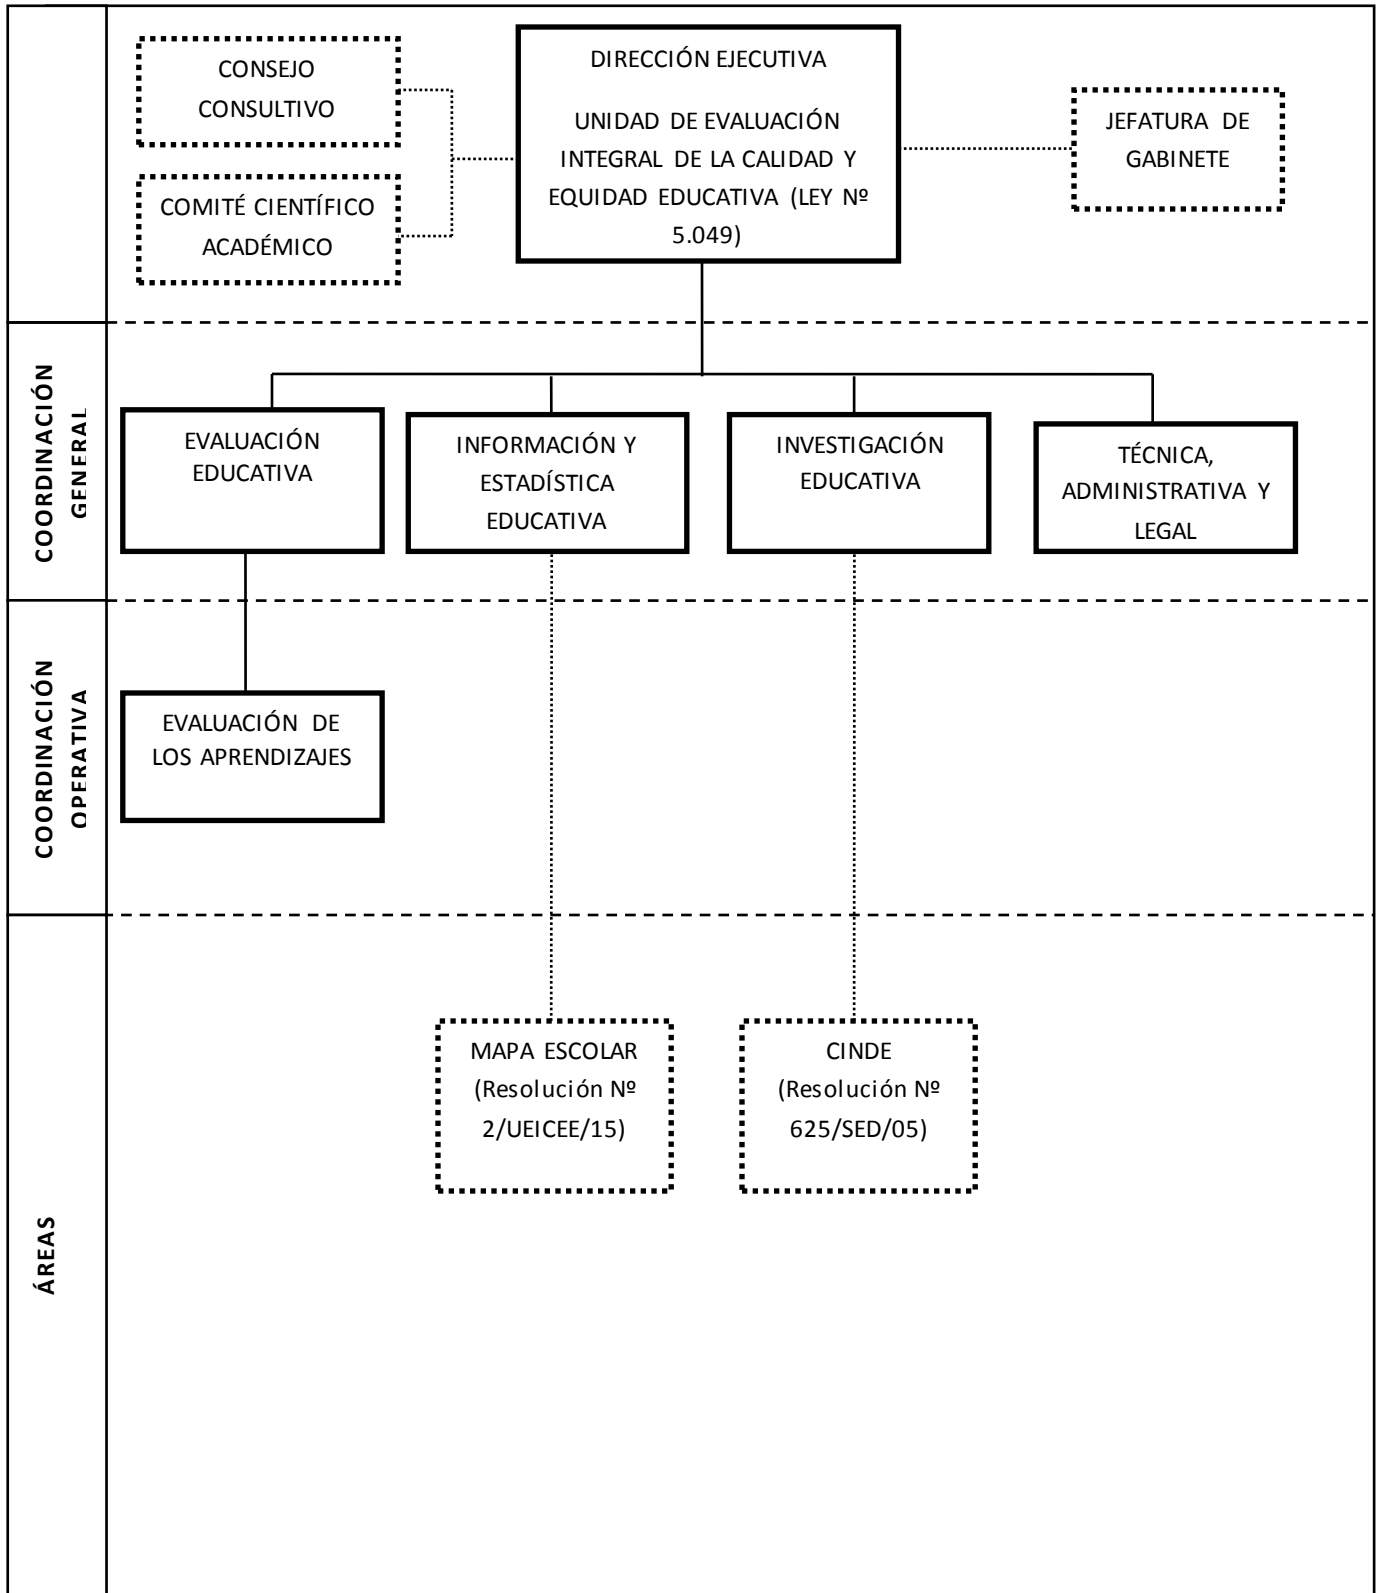 CONSEJO
CONSULTIVO
COMITÉ CIENTÍFICO
ACADÉMICO
DIRECCIÓN EJECUTIVA
UNIDAD DE EVALUACIÓN
INTEGRAL DE LA CALIDAD Y
EQUIDAD EDUCATIVA (LEY Nº
5.049)
JEFATURA DE
GABINETE
COORDINACIÓN
GENERAL
EVALUACIÓN
EDUCATIVA
INFORMACIÓN Y
ESTADÍSTICA
EDUCATIVA
INVESTIGACIÓN
EDUCATIVA
TÉCNICA,
ADMINISTRATIVA Y
LEGAL
COORDINACIÓN
OPERATIVA
EVALUACIÓN DE
LOS APRENDIZAJES
ÁREAS
MAPA ESCOLAR
(Resolución Nº
2/UEICEE/15)
CINDE
(Resolución Nº
625/SED/05)